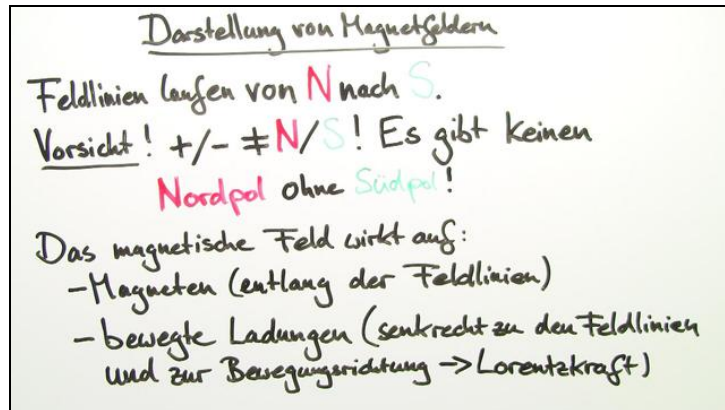 Darstellung von Magnetfeldern
Feldlinien laufen von N nach S.
Vorsicht! +/- ≠ N/S! Es gibt keinen
Nordpol ohne Südpol!
Das magnetische Feld wirkt auf:
- Magneten (entlang der Feldlinien)
- bewegte Ladungen (senkrecht zu den Feldlinien
und zur Bewegungsrichtung -> Lorentzkraft)